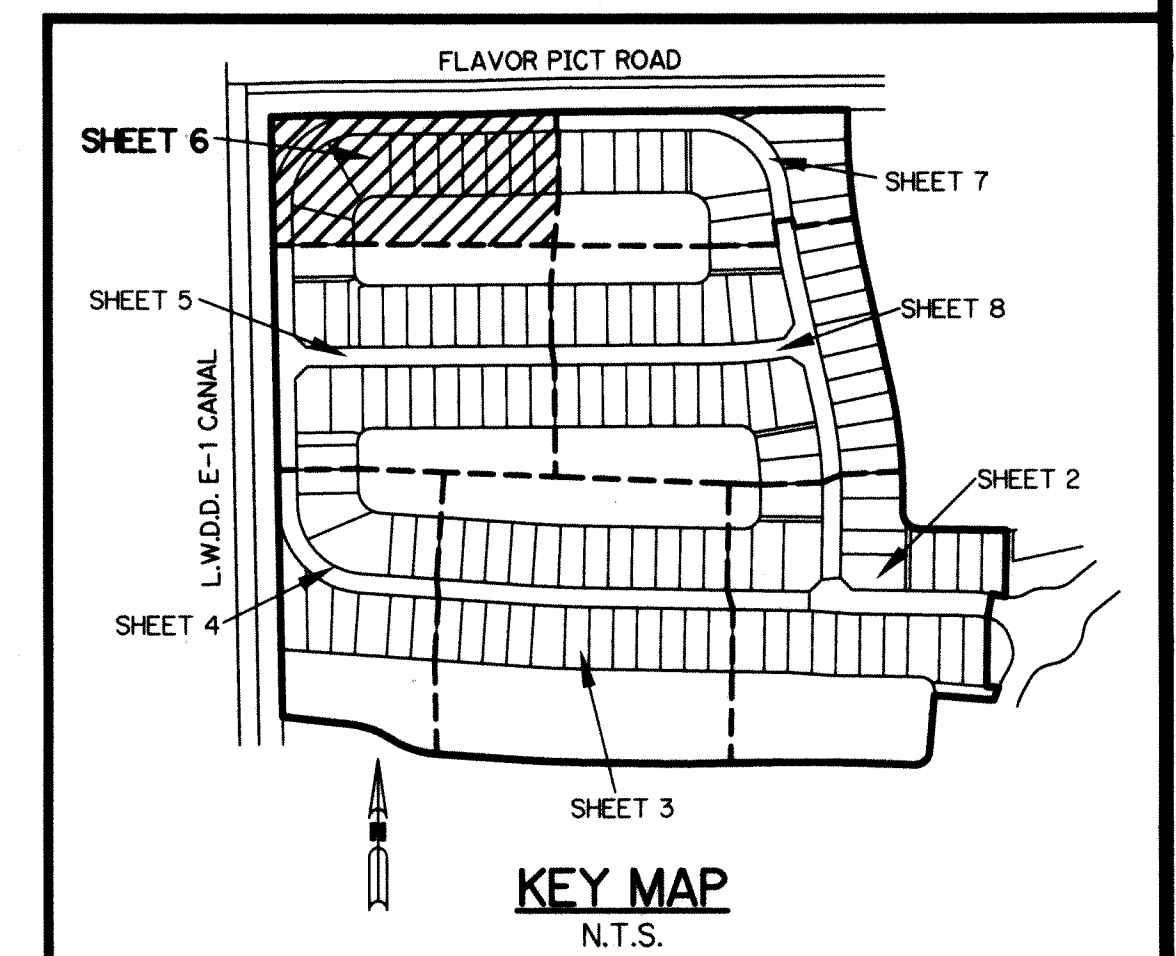 FLAVOR PICT ROAD
SHEET 6
SHEET 7
SHEET 5
SHEET 8
L.W.D.D. E-1 CANAL
SHEET 2
SHEET 4
SHEET 3
KEY MAP
N.T.S.